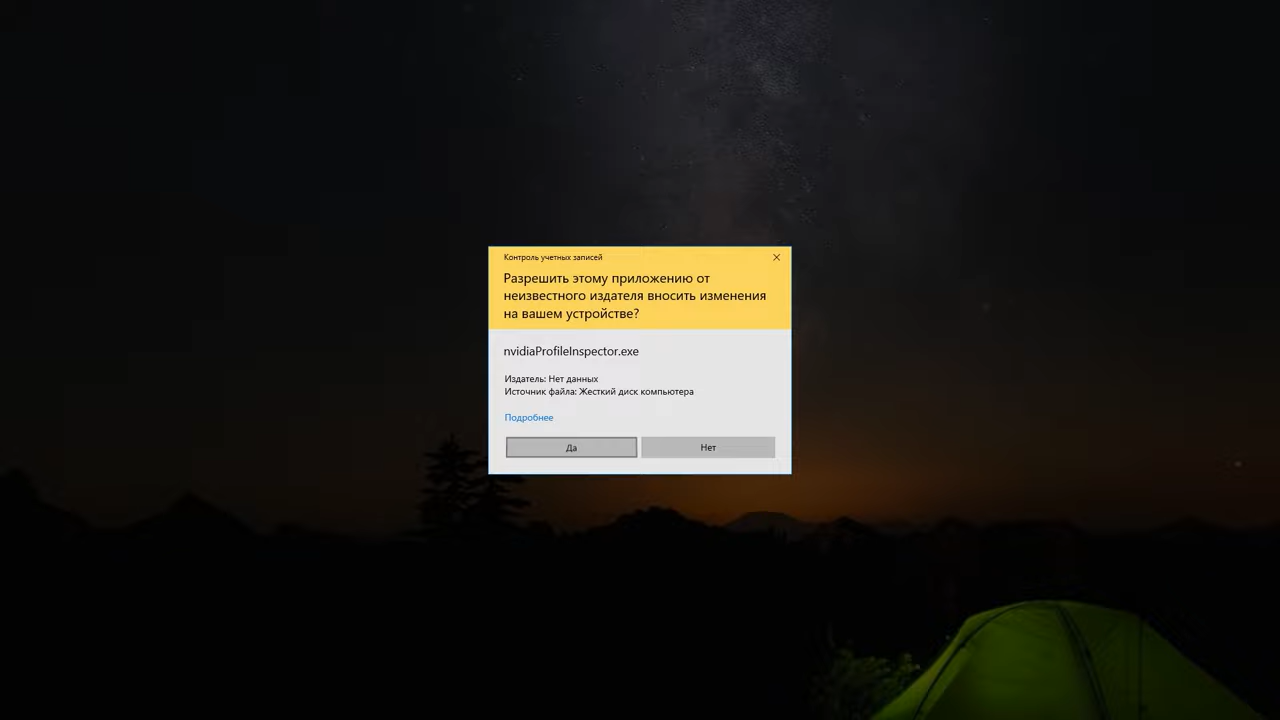 Контроль учетных записей
Разрешить этому приложению от
неизвестного издателя вносить изменения
на вашем устройстве?
nvidiaProfileInspector.exe
Издатель: Нет данных
Источник файла: Жесткий диск компьютера
Подробнее
Да
Нет